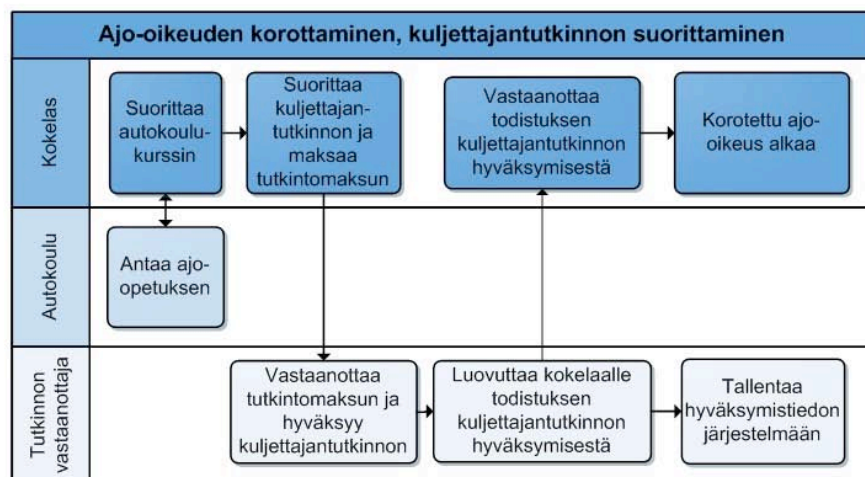 Ajo-oikeuden korottaminen, kuljettajantutkinnon suorittaminen
Kokelas
Suorittaa
autokoulu-
kurssin
Suorittaa
kuljettajan-
tutkinnon ja
maksaa
tutkintomaksun
Vastaanottaa
todistuksen
kuljettajantutkinnon
hyväksymisestä
Korotettu ajo-
oikeus alkaa
Autokoulu
Antaa ajo-
opetuksen
Tutkinnon
vastaanottaja
Vastaanottaa
tutkintomaksun ja
hyväksyy
kuljettajantutkinnon
Luovuttaa kokelaalle
todistuksen
kuljettajantutkinnon
hyväksymisestä
Tallentaa
hyväksymistiedon
järjestelmään